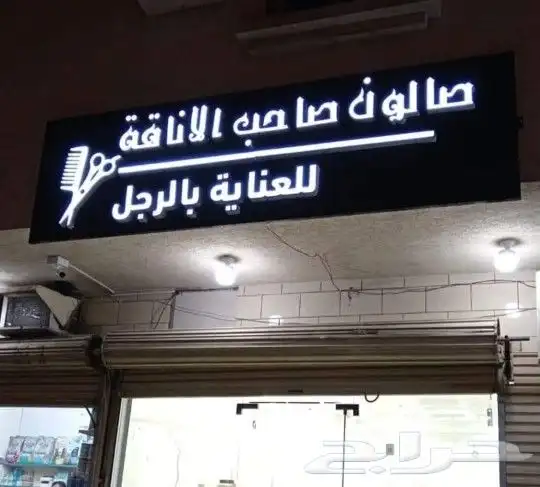 صالون صاحب الاناقة
للعناية بالرجل
حراج